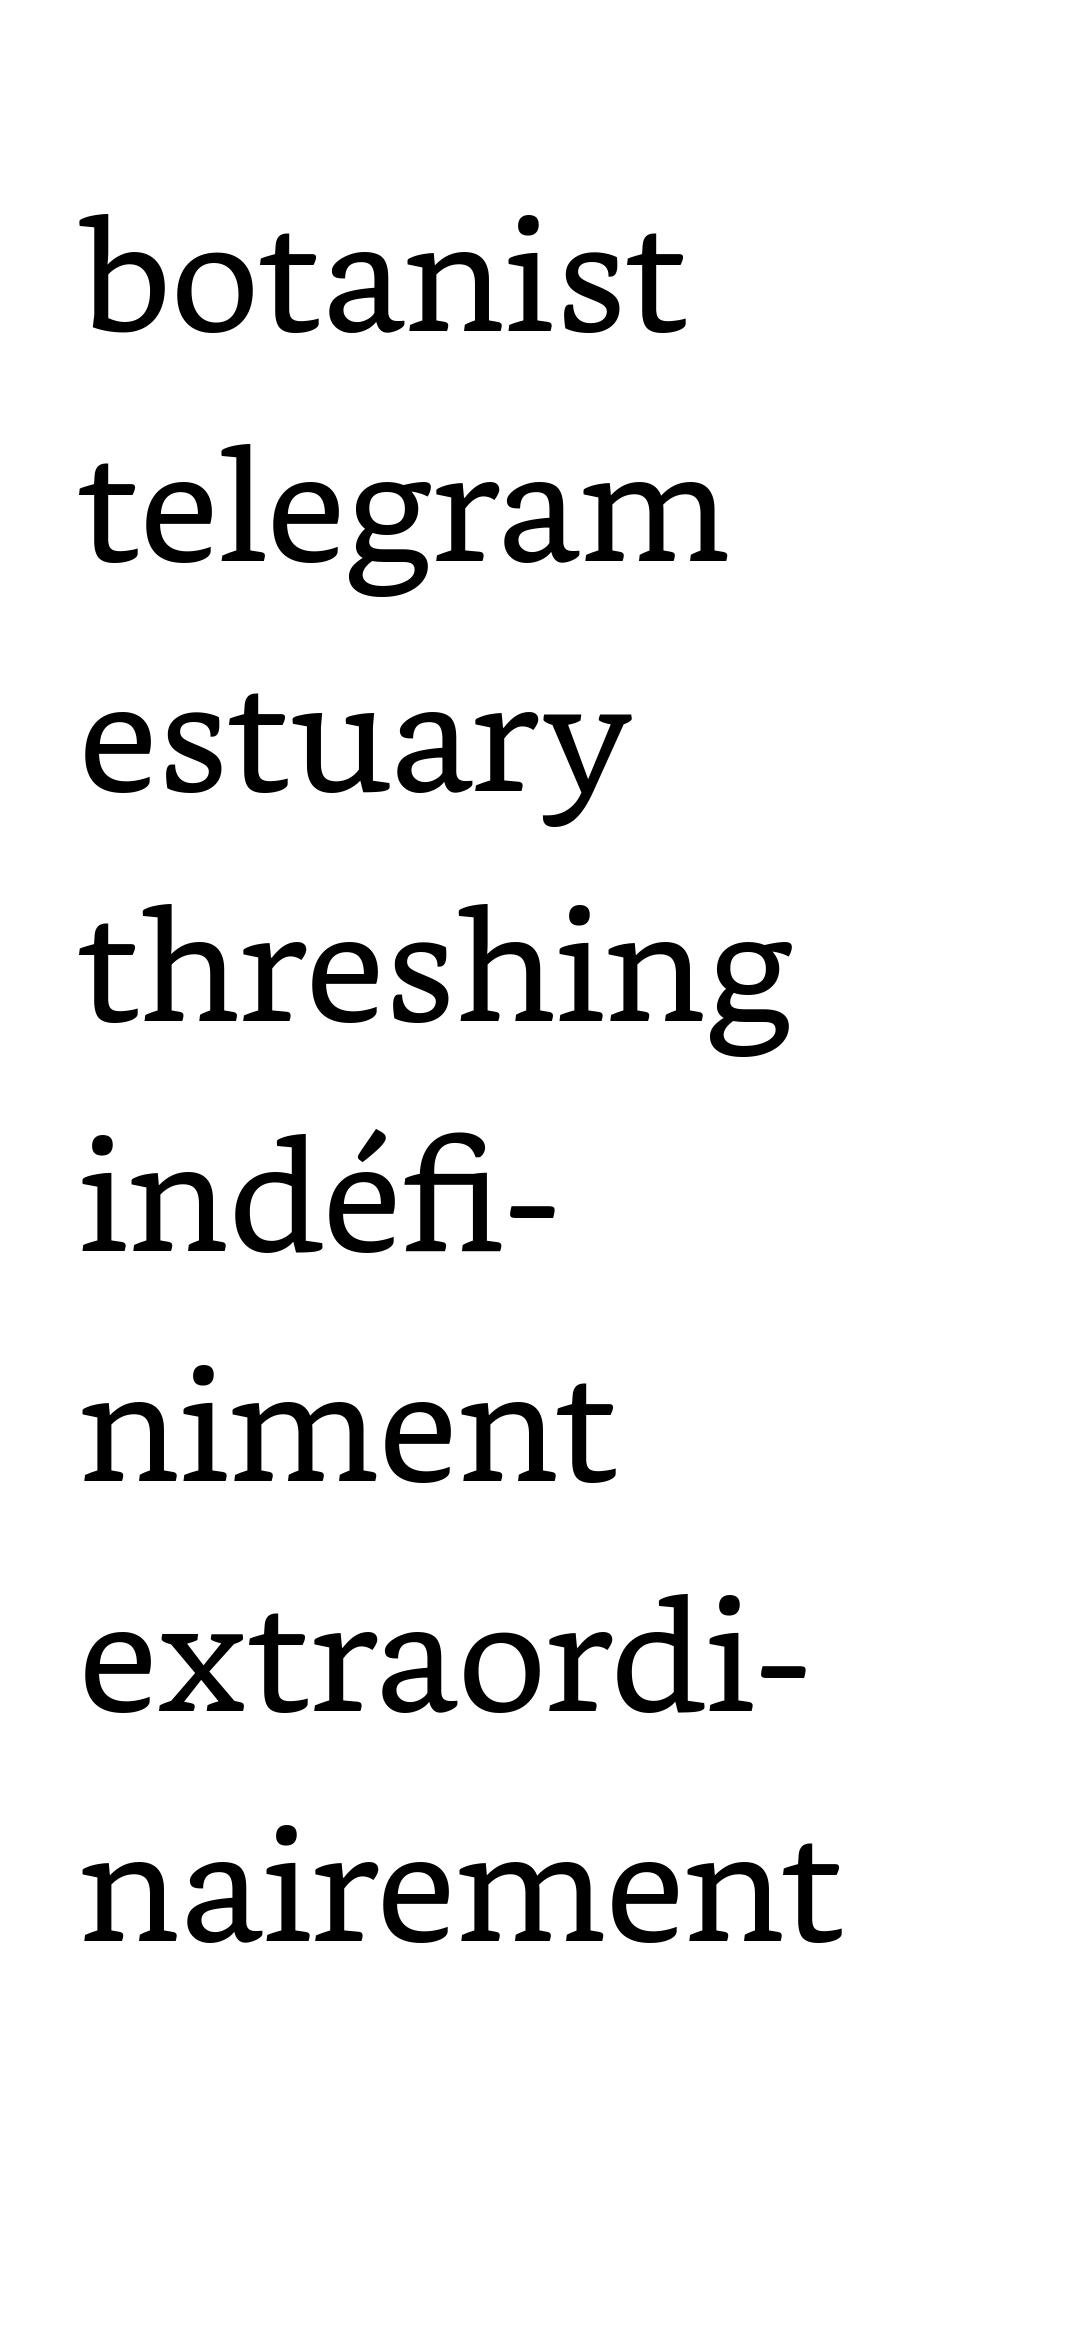 botanist
telegram
estuary
threshing
indéfi-
niment
extraordi-
nairement